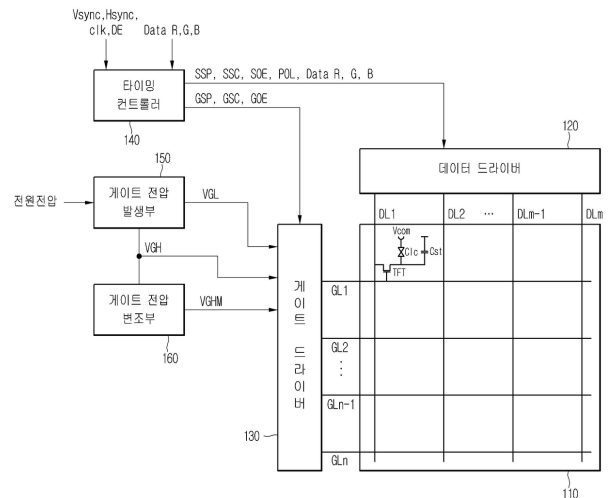 Vsync,Hsync,
clk,DE
Data R,G,B
SSP, SSC, SOE, POL, Data R, G, B
타이밍
컨트롤러
GSP, GSC, GOE
140
120
데이터 드라이버
150
전원전압
게이트 전압
발생부
VGL
DL1
DL2
...
DLm-1
DLm
Vcom
Clc
Cst
TFT
VGH
게이트 드라이버
GL1
게이트 전압
변조부
VGHM
160
GL2
⋮
GLn-1
130
GLn
110